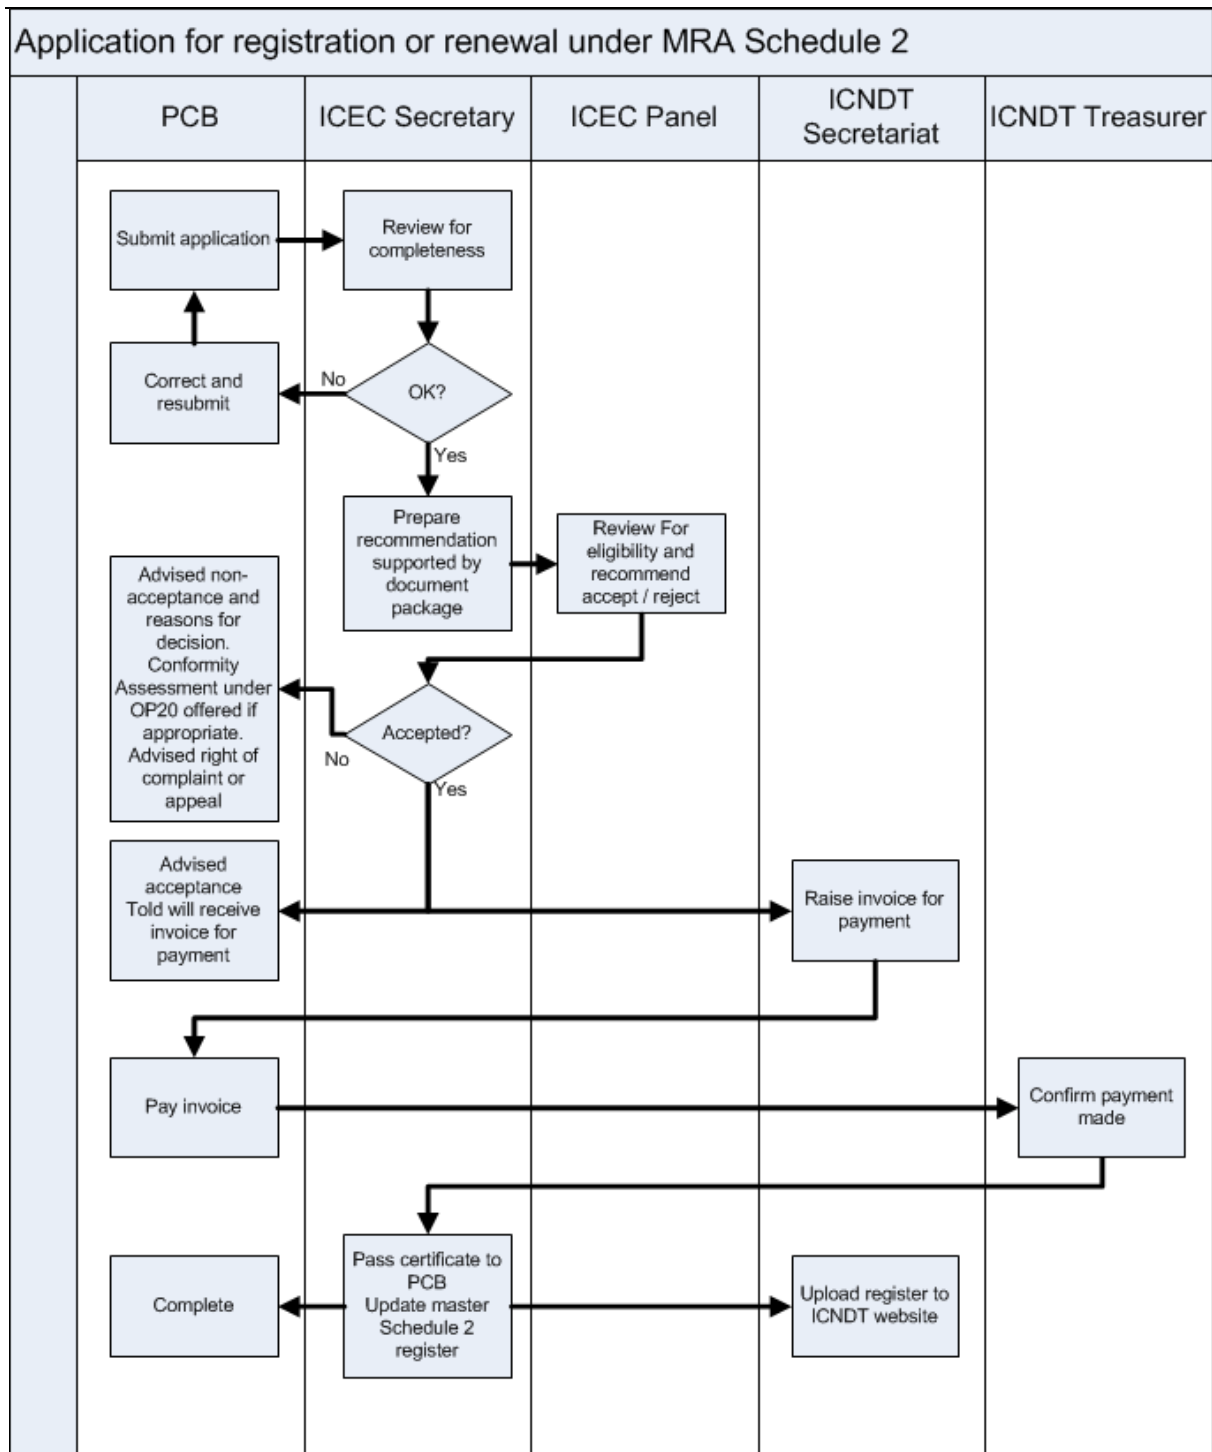 Application for registration or renewal under MRA Schedule 2
PCB
ICEC Secretary
ICEC Panel
ICNDT
Secretariat
ICNDT Treasurer
Submit application
Review for
completeness
Correct and
resubmit
No
OK?
Yes
Prepare
recommendation
supported by
document
package
Review For
eligibility and
recommend
accept / reject
Advised non-
acceptance and
reasons for
decision.
Conformity
Assessment under
OP20 offered if
appropriate.
Advised right of
complaint or
appeal
Accepted?
No
Yes
Advised
acceptance
Told will receive
invoice for
payment
Raise invoice for
payment
Pay invoice
Confirm payment
made
Complete
Pass certificate to
PCB
Update master
Schedule 2
register
Upload register to
ICNDT website